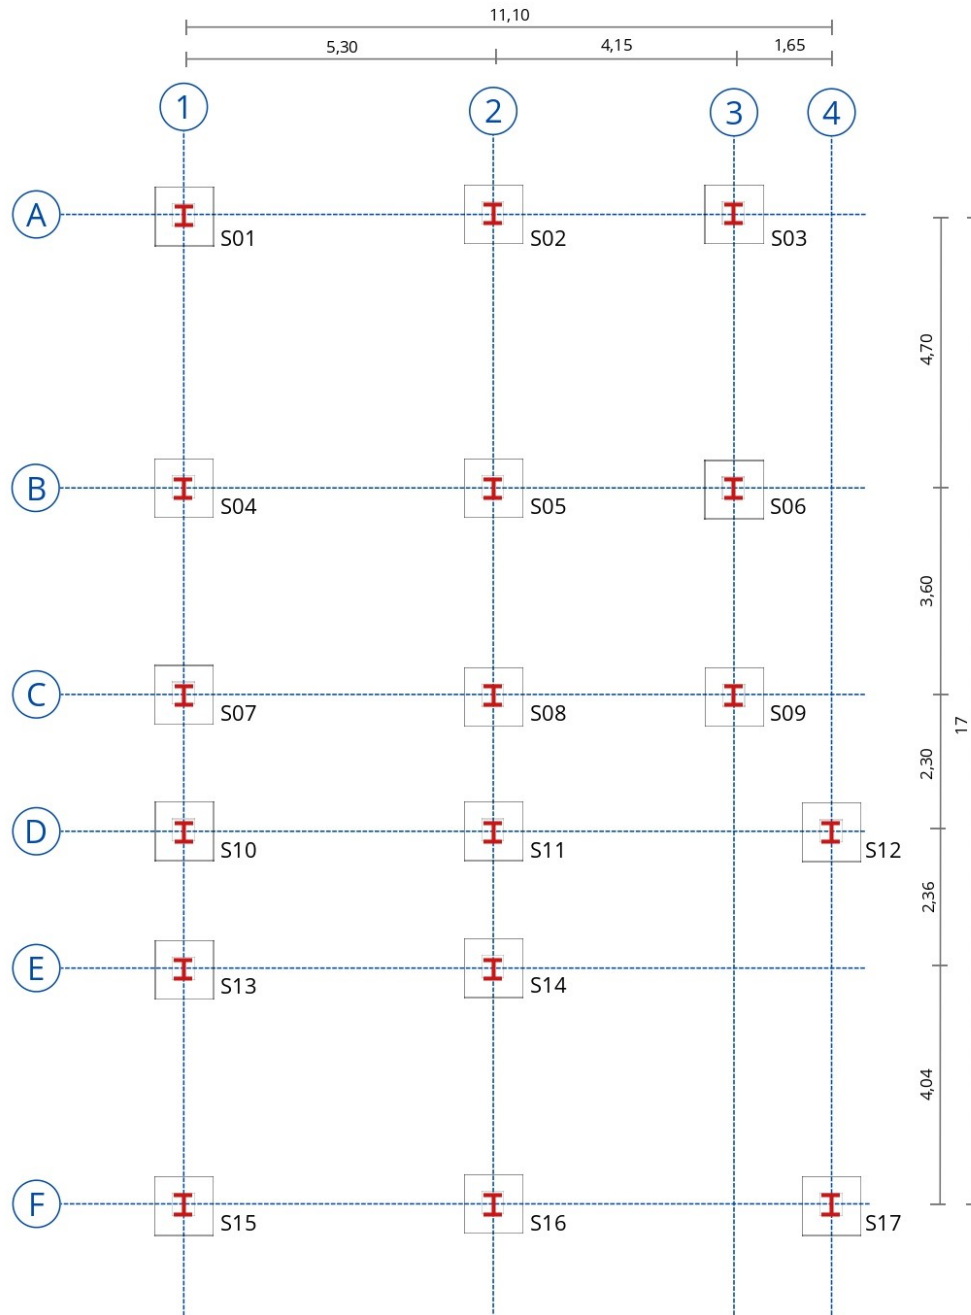 11,10
5,30 4,15 1,65
1 2 3 4
A
S01 S02 S03
4,70
B
S04 S05 S06
3,60
C
S07 S08 S09
17
2,30
D
S10 S11 S12
2,36
E
S13 S14
4,04
F
S15 S16 S17